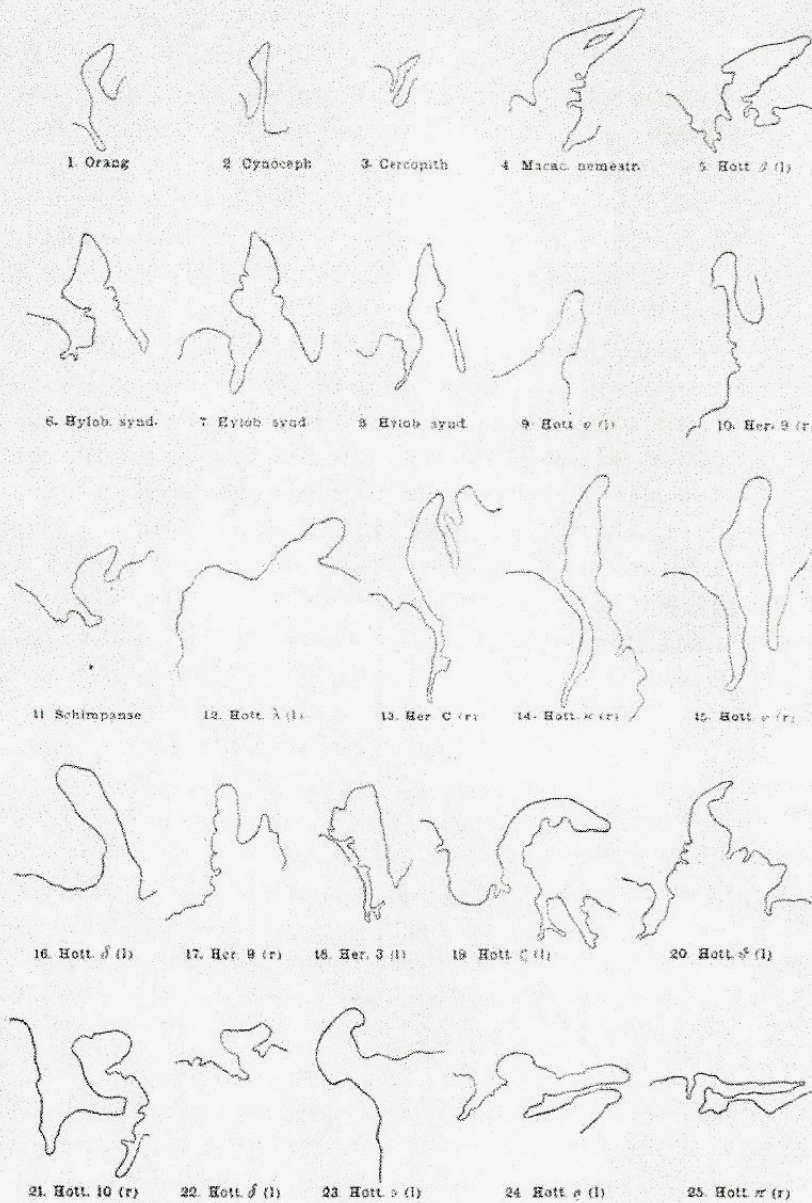 1. Orang 2 Cynoceph 3. Cercopith 4 Macac. nemestr. 5. Hott. (l)
6. Hylob. synd. 7 Hylob synd 8 Hylob synd 9 Hott (l) 10. Her. 9 (r)
11 Schimpanse 12. Hott. λ (l) 13. Her C (r) 14. Hott. (r) 15. Hott. (r)
16. Hott. δ (l) 17. Her. 9 (r) 18. Her. 3 (l) 19 Hott. ζ (l) 20. Hott. (l)
21. Hott. 10 (r) 22. Hott. δ (l) 23. Hott. (l) 24 Hott. (l) 25. Hott. (r)